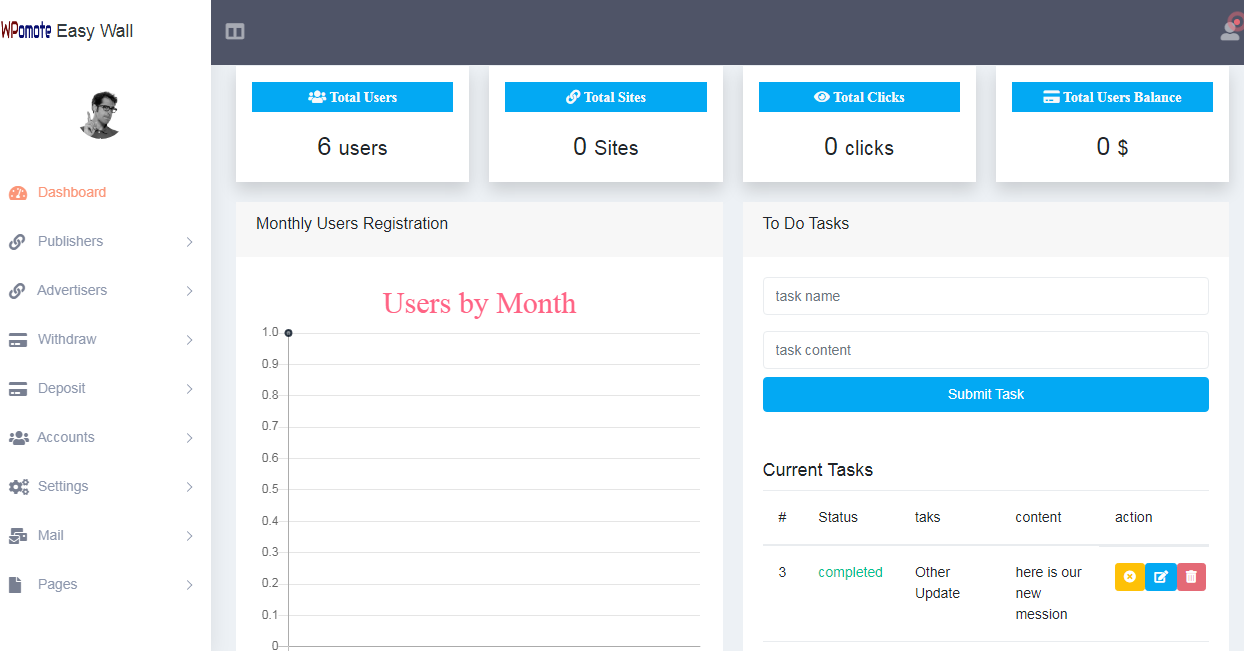 WPomote Easy Wall
Dashboard
Publishers
Advertisers
Withdraw
Deposit
Accounts
Settings
Mail
Pages
Total Users
6 users
Total Sites
0 Sites
Total Clicks
0 clicks
Total Users Balance
0 $
Monthly Users Registration
Users by Month
1.0
0.9
0.8
0.7
0.6
0.5
0.4
0.3
0.2
0.1
0
To Do Tasks
task name
task content
Submit Task
Current Tasks
# Status taks content action
3 completed Other Update here is our new mession